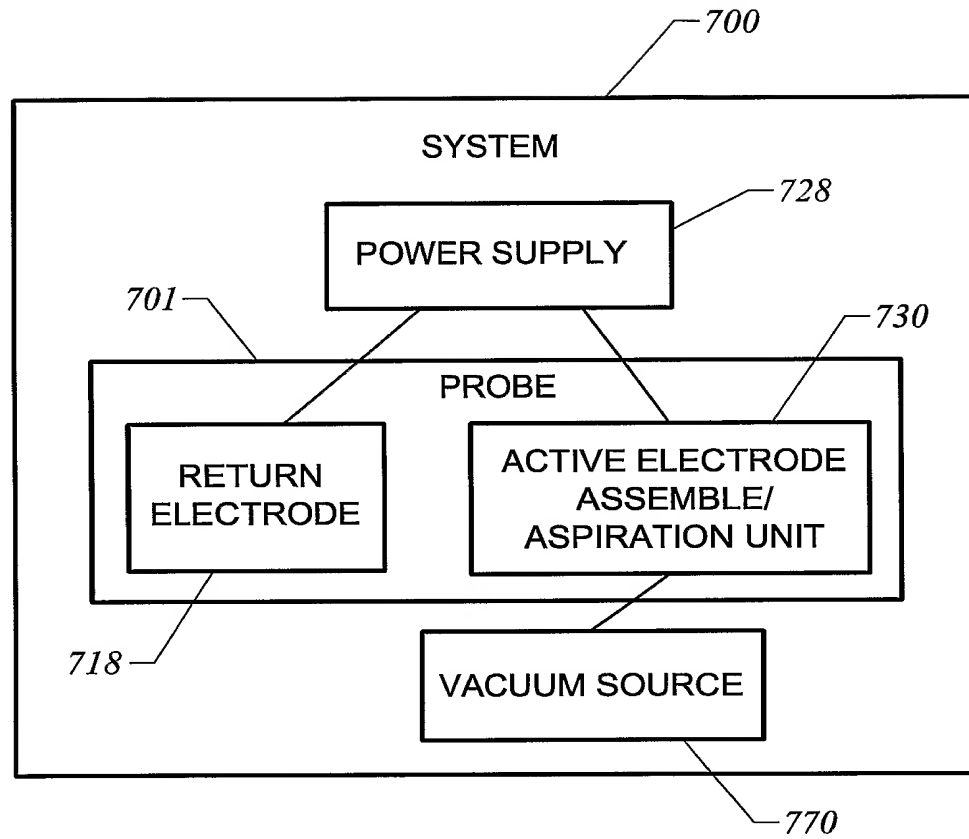 700
SYSTEM
728
POWER SUPPLY
701
730
PROBE
RETURN
ELECTRODE
ACTIVE ELECTRODE
ASSEMBLE/
ASPIRATION UNIT
718
VACUUM SOURCE
770